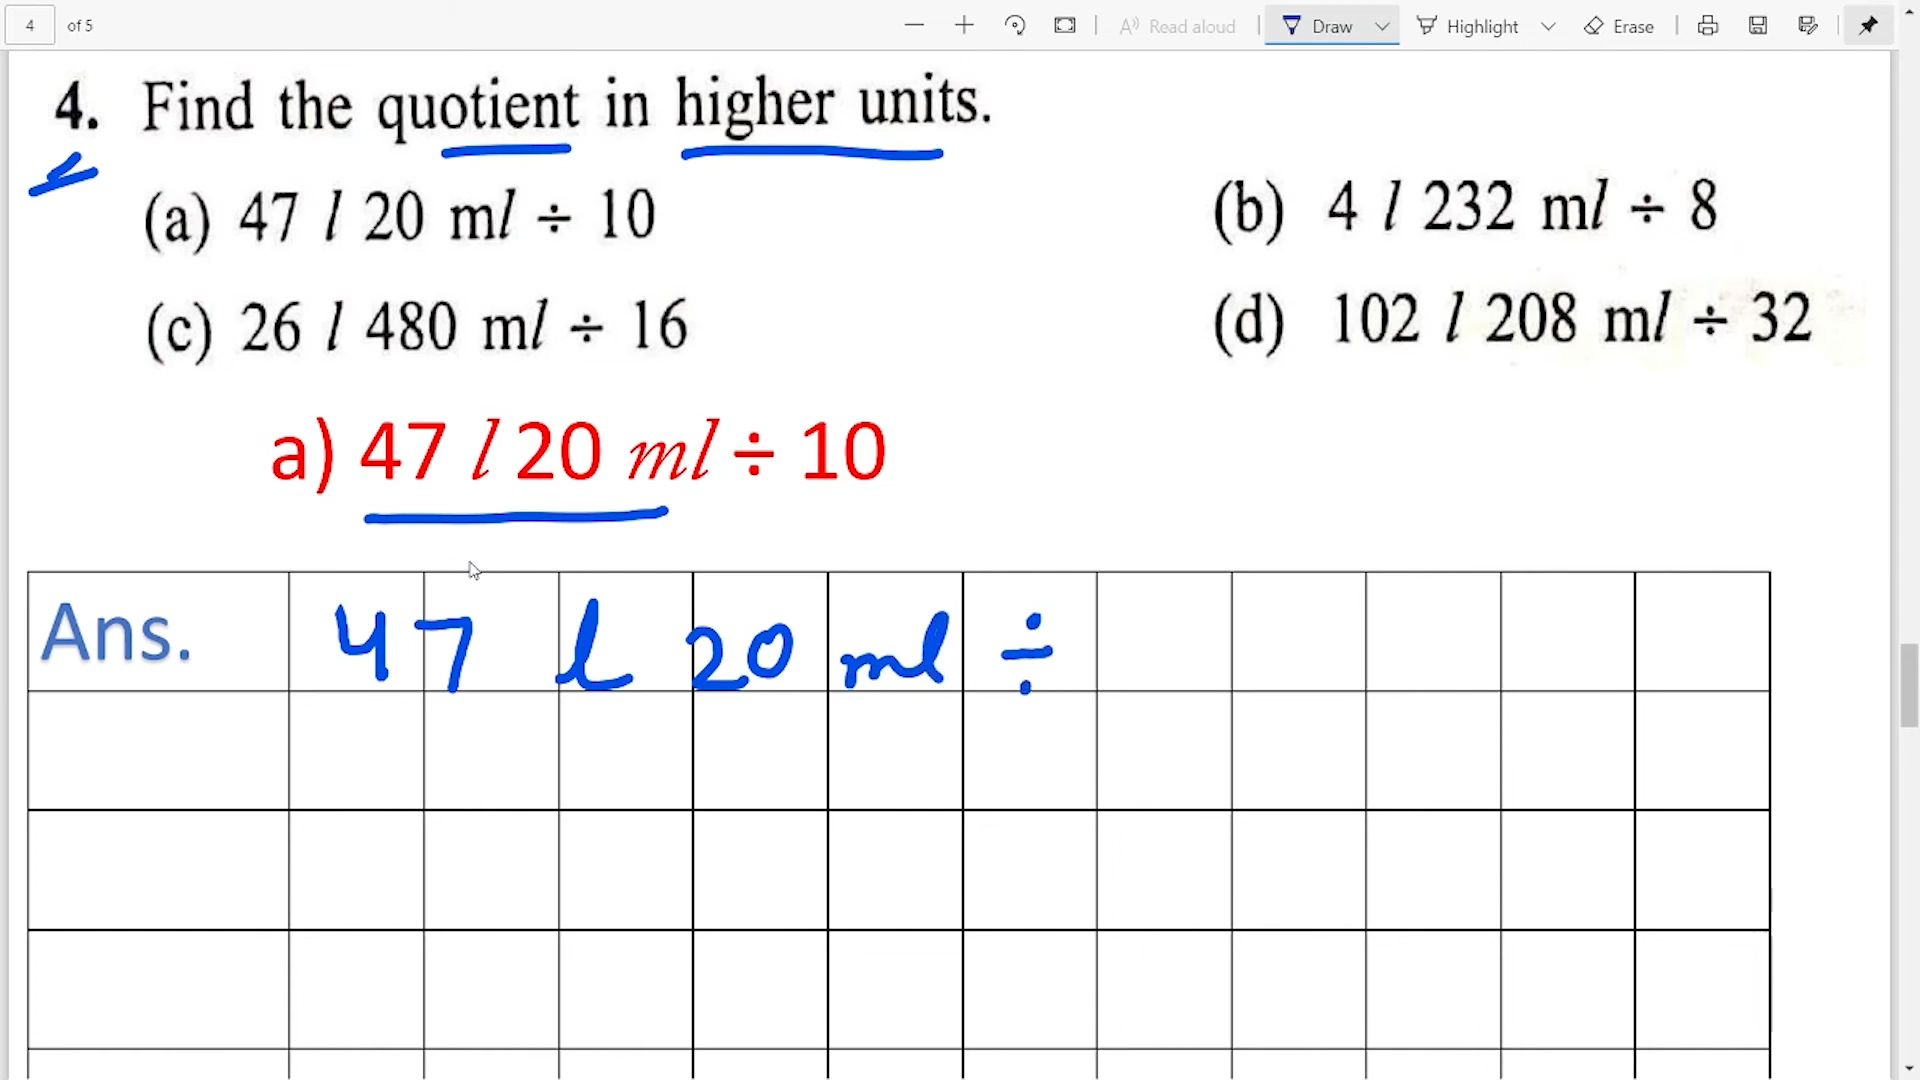 4 of 5 Read aloud Draw Highlight Erase
4. Find the quotient in higher units.
(a) 47 l 20 ml ÷ 10 (b) 4 l 232 ml ÷ 8
(c) 26 l 480 ml ÷ 16 (d) 102 l 208 ml ÷ 32
a) 47 l 20 ml ÷ 10
Ans. 47 l 20 ml ÷